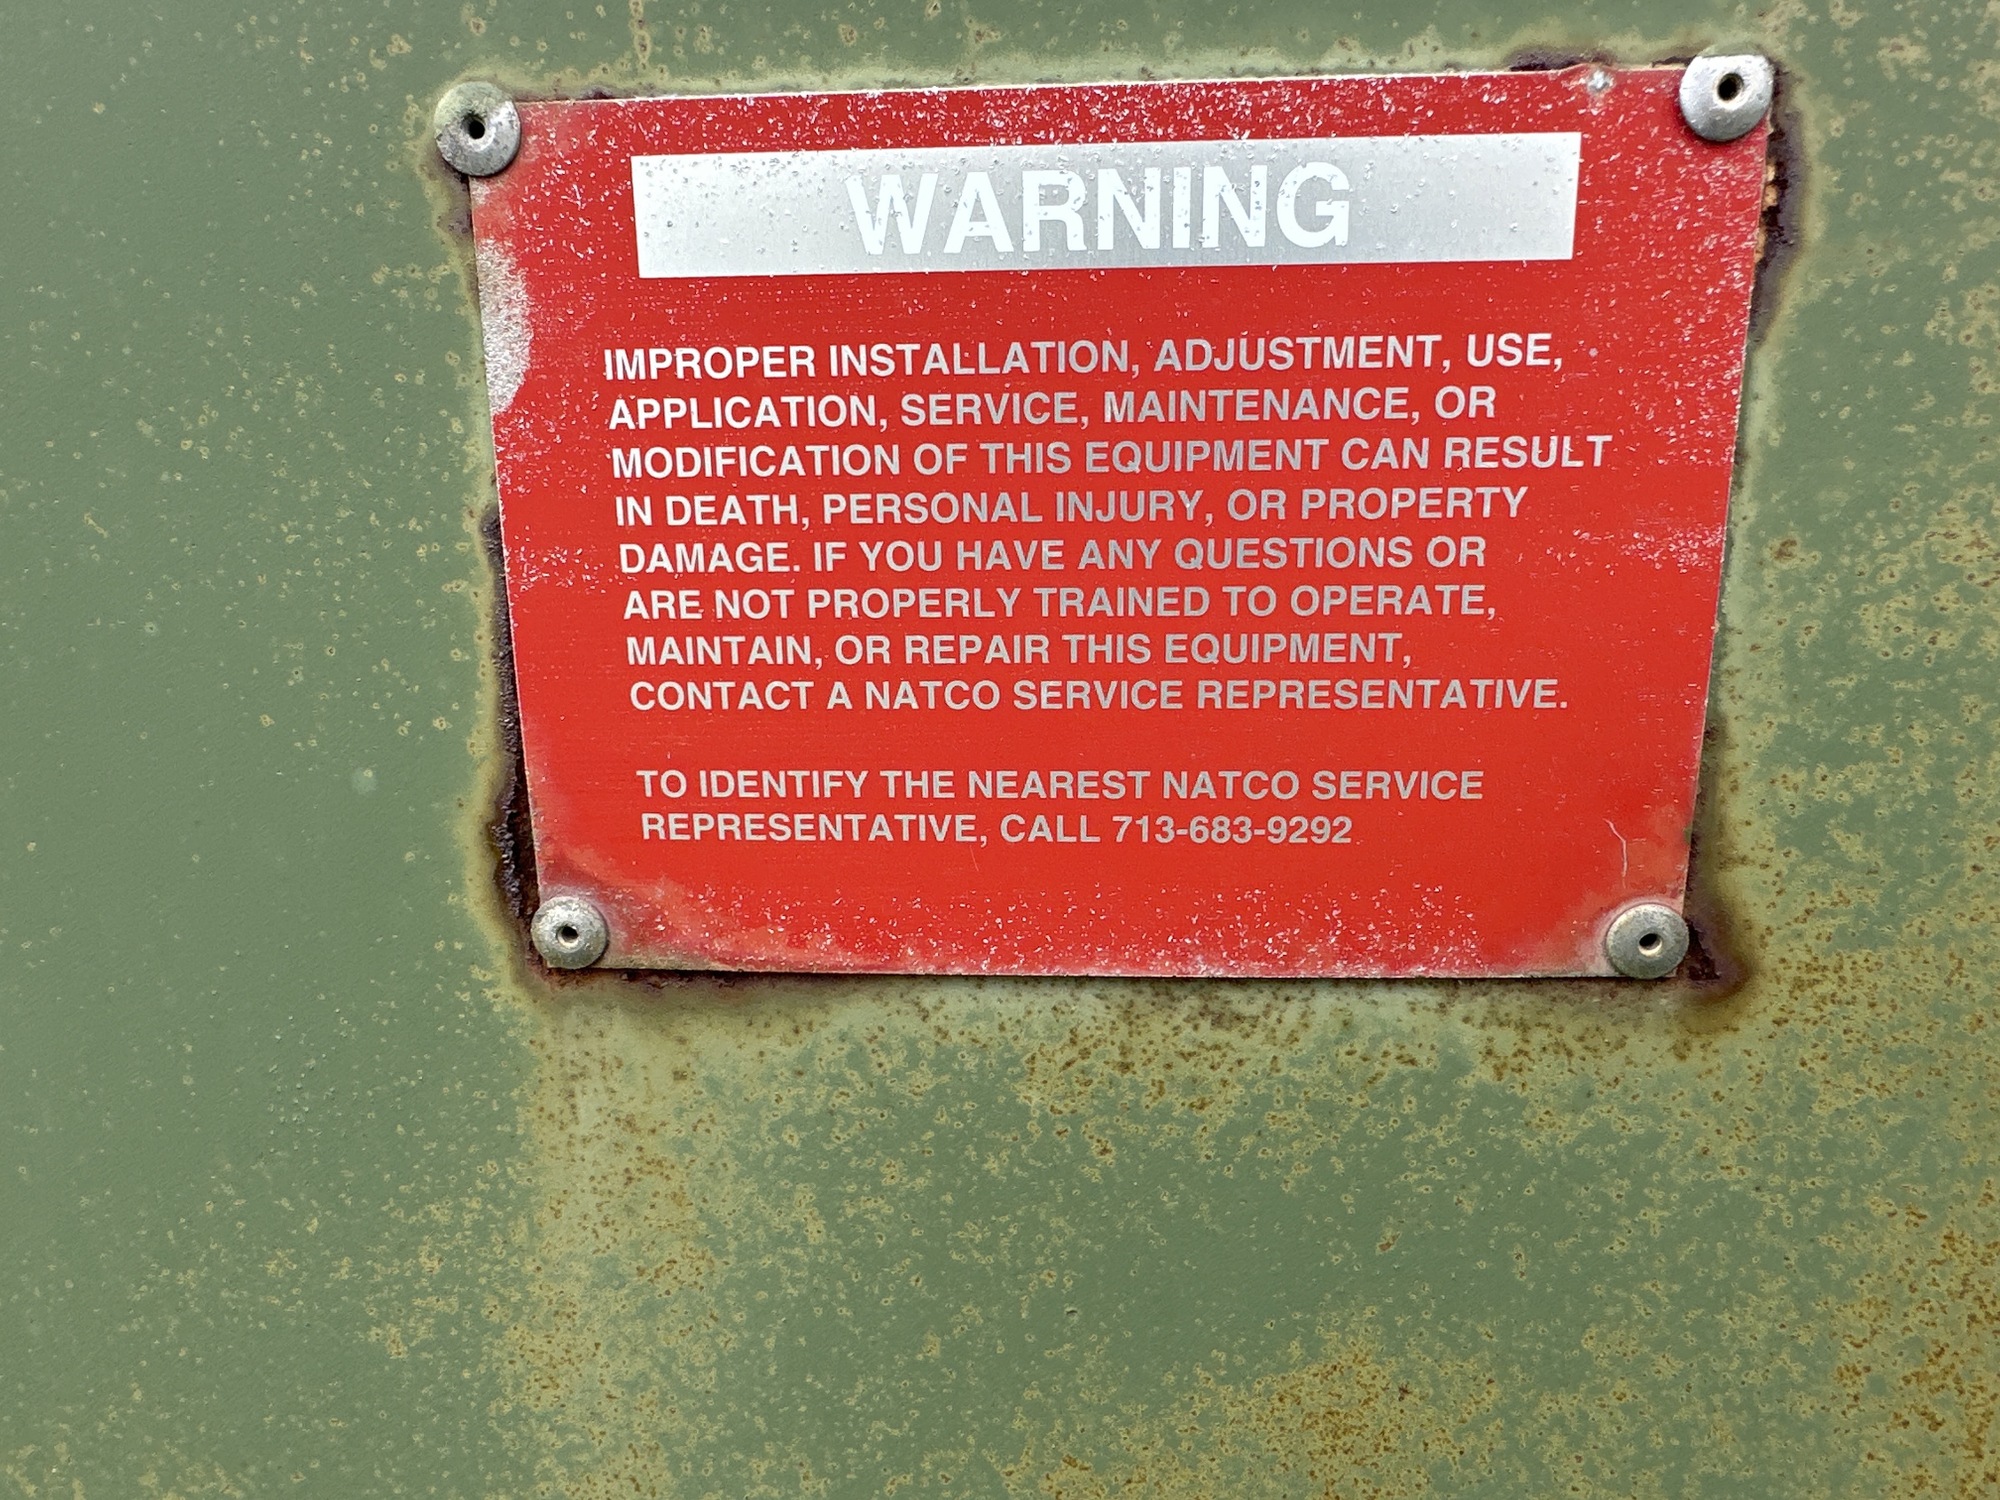 WARNING
IMPROPER INSTALLATION, ADJUSTMENT, USE,
APPLICATION, SERVICE, MAINTENANCE, OR
MODIFICATION OF THIS EQUIPMENT CAN RESULT
IN DEATH, PERSONAL INJURY, OR PROPERTY
DAMAGE. IF YOU HAVE ANY QUESTIONS OR
ARE NOT PROPERLY TRAINED TO OPERATE,
MAINTAIN, OR REPAIR THIS EQUIPMENT,
CONTACT A NATCO SERVICE REPRESENTATIVE.
TO IDENTIFY THE NEAREST NATCO SERVICE
REPRESENTATIVE, CALL 713-683-9292